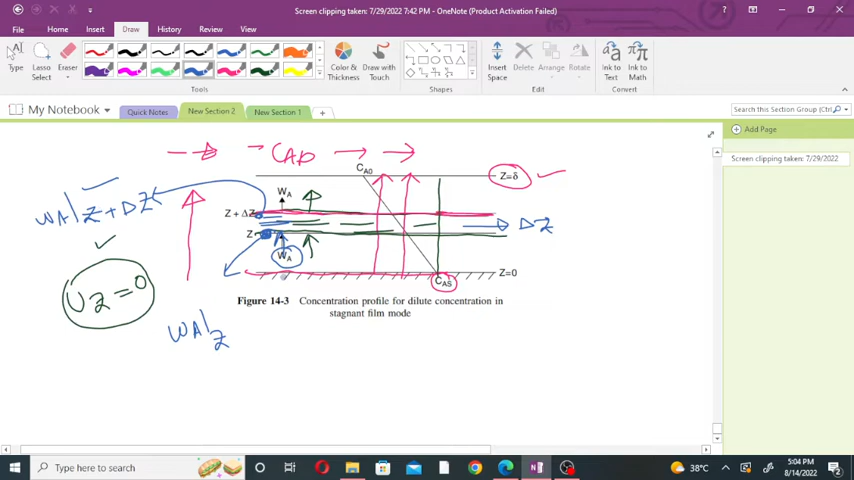 Screen clipping taken: 7/29/2022 7:42 PM - OneNote (Product Activation Failed)
File Insert Draw History Review View
Type Lasso Select Eraser Color & Thickness Draw with Touch Insert Space Delete Arrange Rotate Ink to Text Ink to Math
Tools Shapes Edit Convert
My Notebook Quick Notes New Section 2 New Section 1 Search This Section Group (Ctrl+
Add Page
Screen clipping taken: 7/29/2022
CAO
CA0
Z=δ
WA|Z+ΔZ
WA
Z + ΔZ
ΔZ
Z
WA
Uz=0
Z=0
CAS
Figure 14-3 Concentration profile for dilute concentration in
stagnant film mode
WA|Z
Type here to search 38°C 5:04 PM
8/14/2022 2